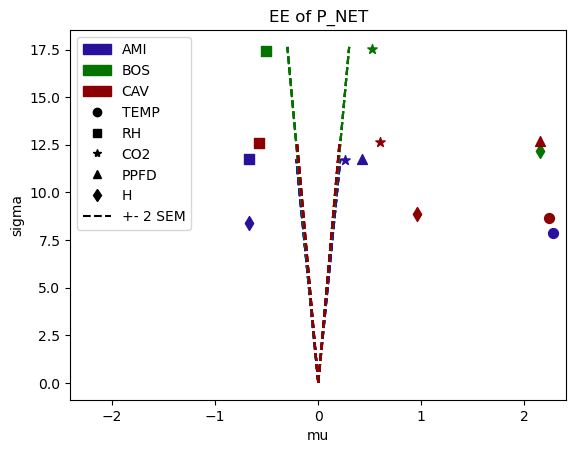 EE of P_NET
AMI
BOS
CAV
TEMP
RH
CO2
PPFD
H
+- 2 SEM
sigma
17.5
15.0
12.5
10.0
7.5
5.0
2.5
0.0
−2
−1
0
1
2
mu